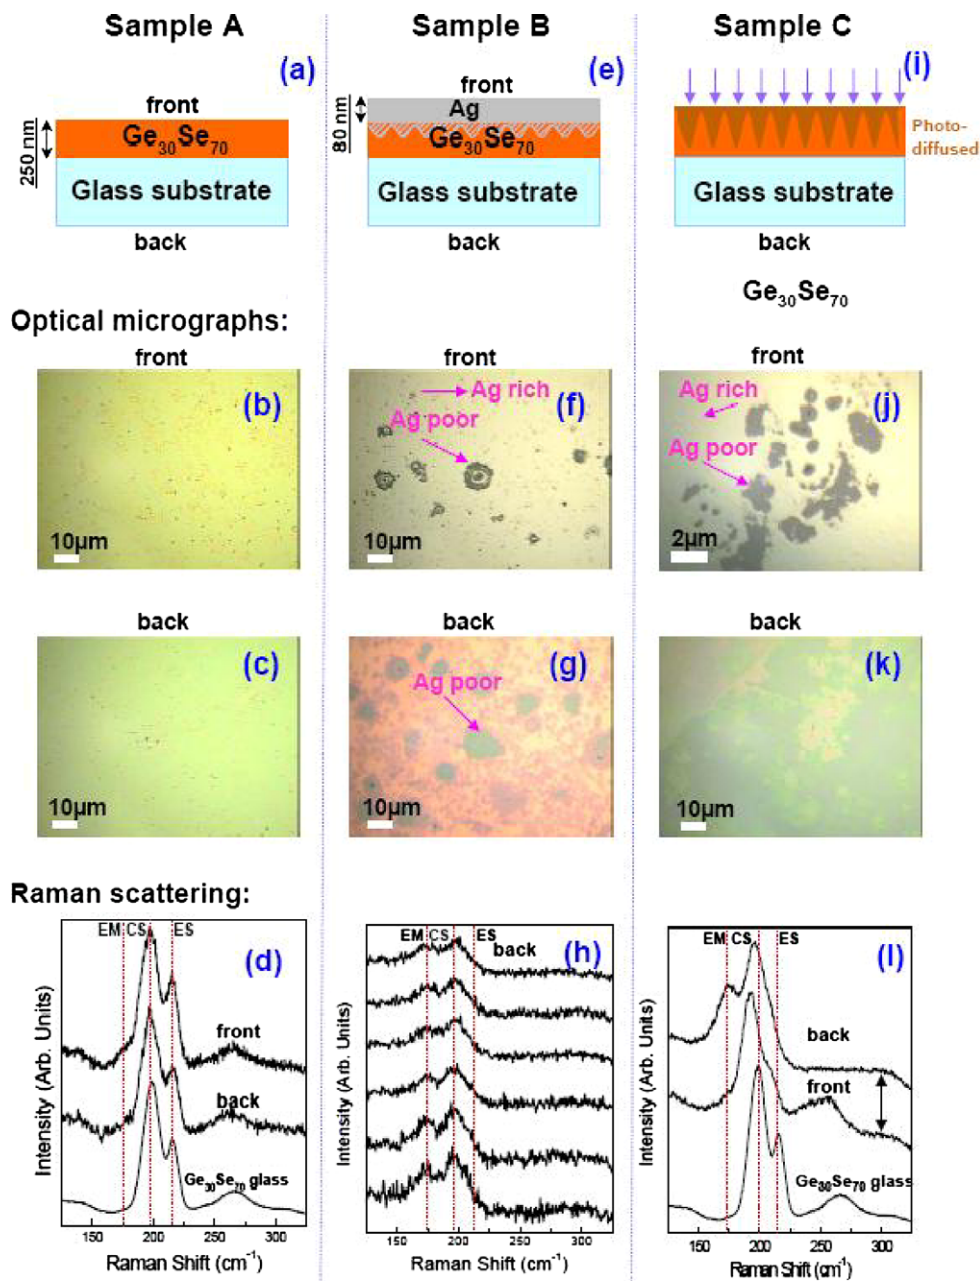 Sample A
Sample B
Sample C
(a)
front
250 nm
Ge30Se70
Glass substrate
back
(e)
front
80 nm
Ag
Ge30Se70
Glass substrate
back
(i)
Photo-
diffused
Glass substrate
back
Ge30Se70
Optical micrographs:
front
(b)
10µm
front
(f)
Ag rich
Ag poor
10µm
front
(j)
Ag rich
Ag poor
2µm
back
(c)
10µm
back
(g)
Ag poor
10µm
back
(k)
10µm
Raman scattering:
EM CS ES
(d)
front
back
Ge30Se70 glass
Intensity (Arb. Units)
150 200 250 300
Raman Shift (cm-1)
EM CS ES
back
(h)
Intensity (Arb. Units)
150 200 250 300
Raman Shift (cm-1)
EM CS ES
(l)
back
front
Ge30Se70 glass
Intensity (Arb. Units)
150 200 250 300
Raman Shift (cm-1)